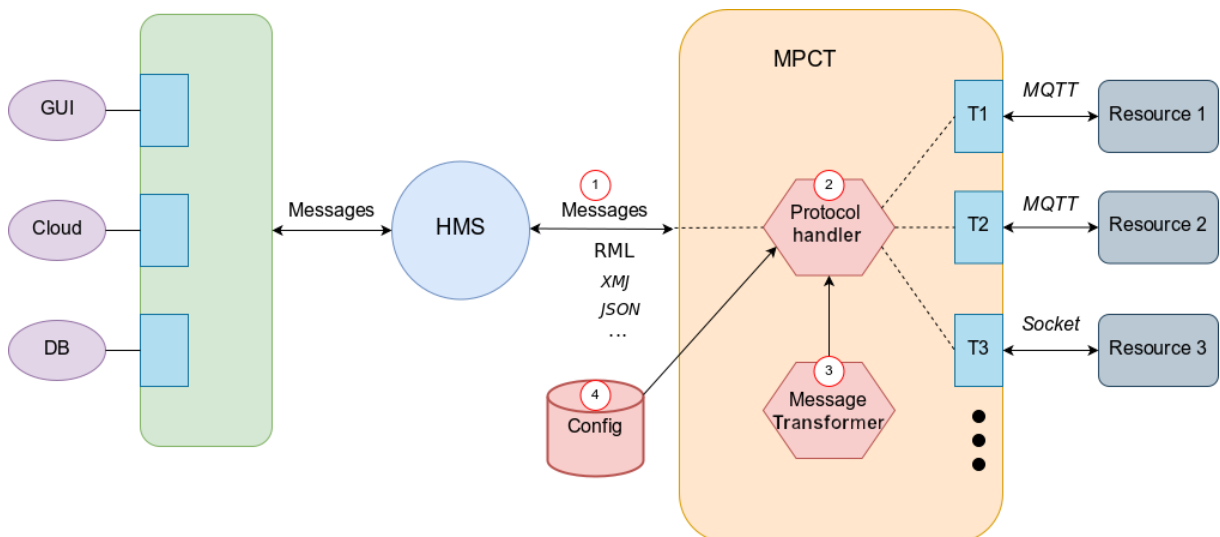 MPCT
GUI
Cloud
DB
Messages
HMS
1
Messages
RML
XMJ
JSON
...
4
Config
2
Protocol
handler
3
Message
Transformer
T1
T2
T3
MQTT
MQTT
Socket
Resource 1
Resource 2
Resource 3